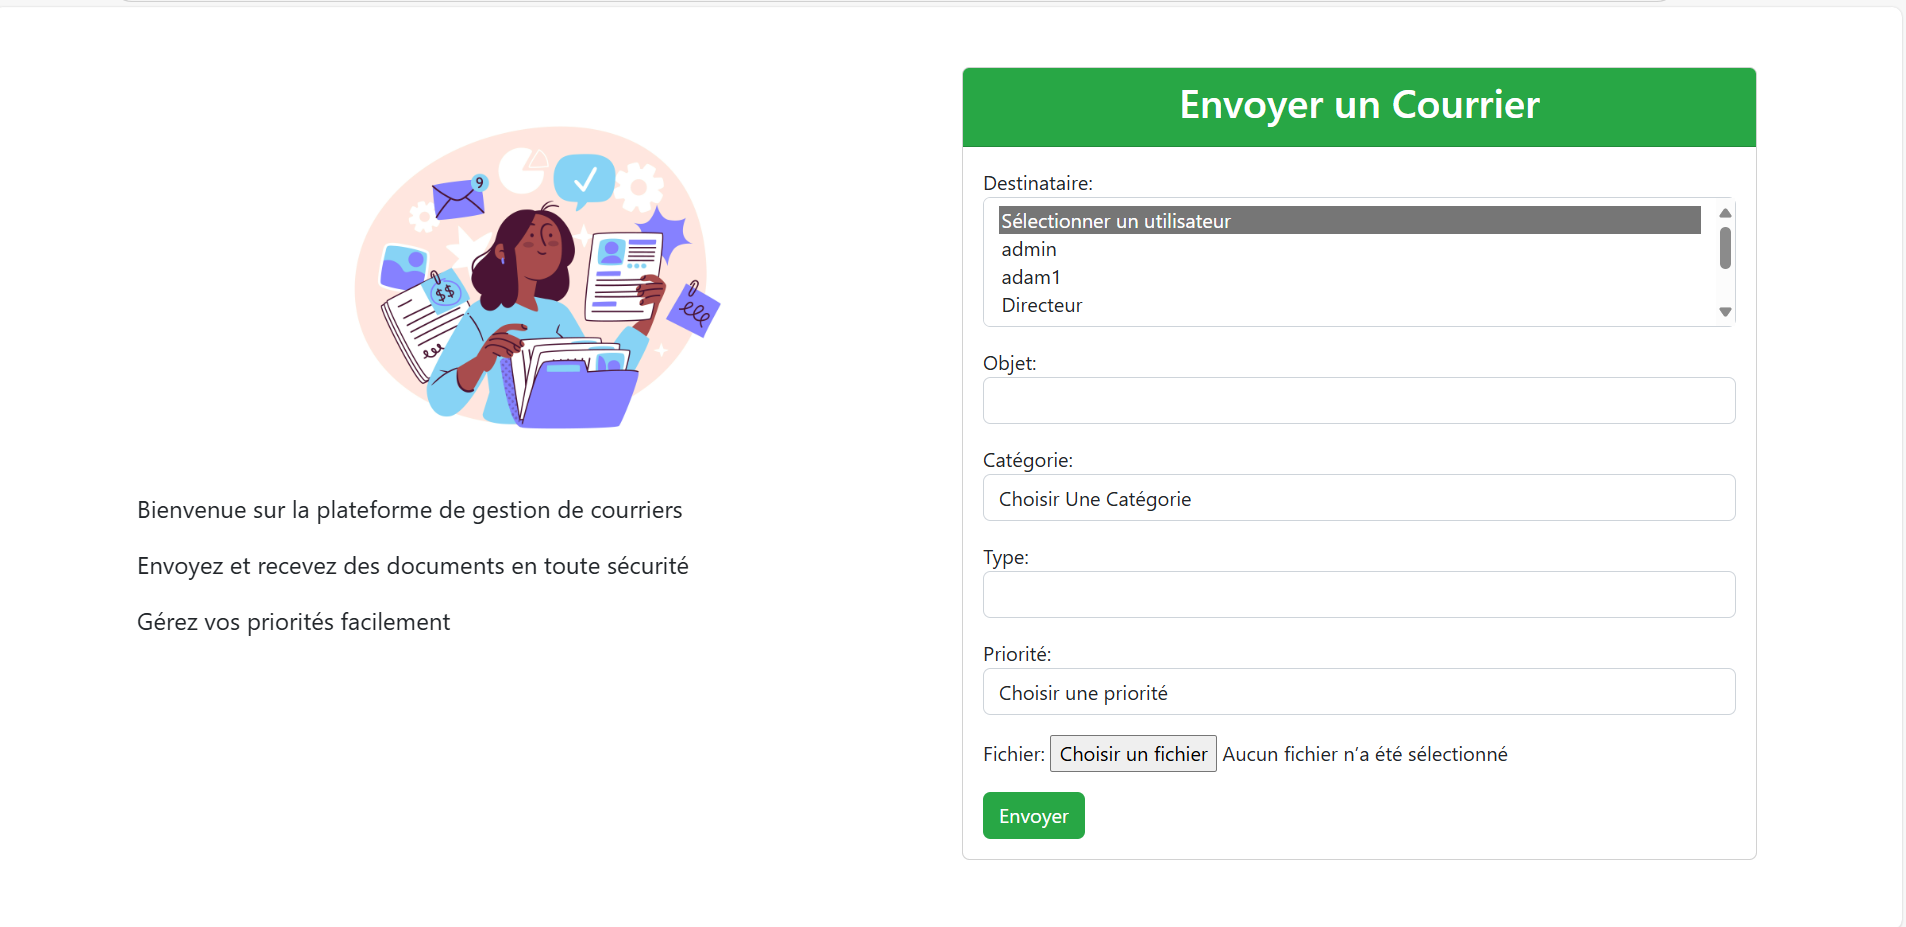 9
$$
Bienvenue sur la plateforme de gestion de courriers
Envoyez et recevez des documents en toute sécurité
Gérez vos priorités facilement
Envoyer un Courrier
Destinataire:
Sélectionner un utilisateur
admin
adam1
Directeur
Objet:
Catégorie:
Choisir Une Catégorie
Type:
Priorité:
Choisir une priorité
Fichier: Choisir un fichier Aucun fichier n’a été sélectionné
Envoyer